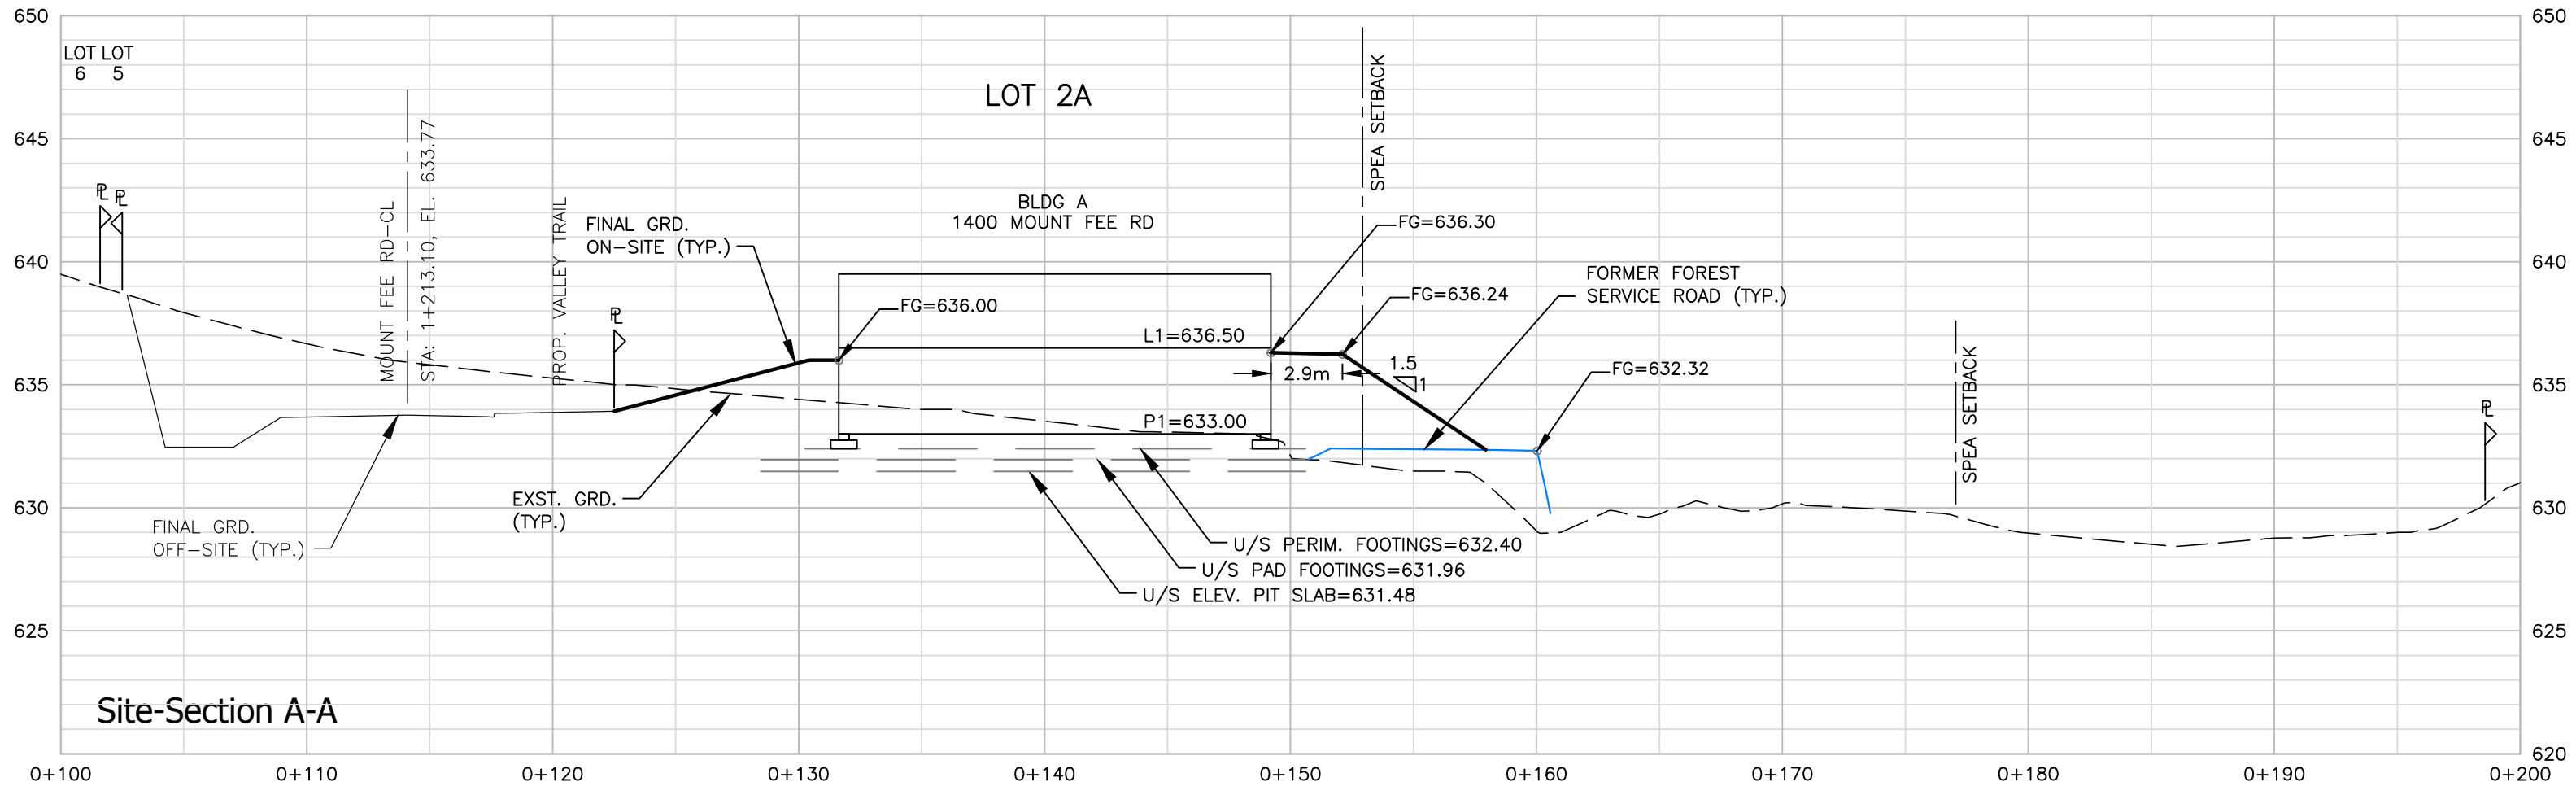 650
650
LOT LOT
6 5
LOT 2A
SPEA SETBACK
645
645
PL
PL
MOUNT FEE RD-CL
STA: 1+213.10, EL. 633.77
PROP. VALLEY TRAIL
FINAL GRD.
ON-SITE (TYP.)
BLDG A
1400 MOUNT FEE RD
FG=636.30
640
640
FORMER FOREST
SERVICE ROAD (TYP.)
FG=636.24
FG=636.00
PL
L1=636.50
1.5
1
2.9m
FG=632.32
635
635
SPEA SETBACK
PL
P1=633.00
EXST. GRD.
(TYP.)
630
630
FINAL GRD.
OFF-SITE (TYP.)
U/S PERIM. FOOTINGS=632.40
U/S PAD FOOTINGS=631.96
U/S ELEV. PIT SLAB=631.48
625
625
Site-Section A-A
620
0+100 0+110 0+120 0+130 0+140 0+150 0+160 0+170 0+180 0+190 0+200